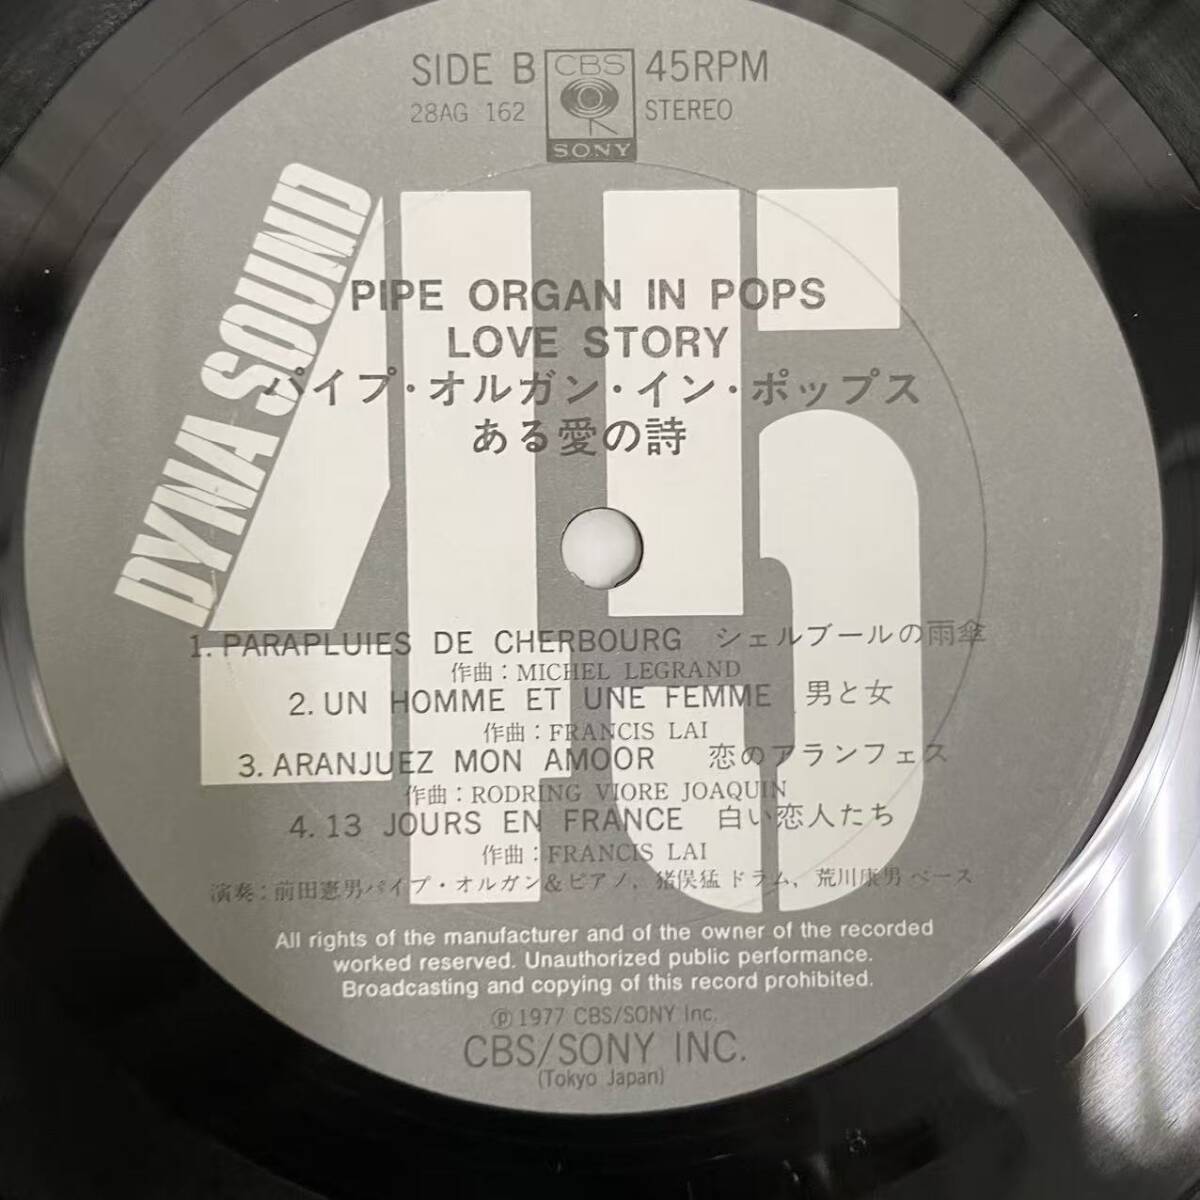 SIDE B CBS 45RPM
28AG 162 STEREO
SONY
DYNA SOUND
45
PIPE ORGAN IN POPS
LOVE STORY
パイプ・オルガン・イン・ポップス
ある愛の詩
1. PARAPLUIES DE CHERBOURG シェルブールの雨傘
作曲：MICHEL LEGRAND
2. UN HOMME ET UNE FEMME 男と女
作曲：FRANCIS LAI
3. ARANJUEZ MON AMOOR 恋のアランフェス
作曲：RODRING VIORE JOAQUIN
4. 13 JOURS EN FRANCE 白い恋人たち
作曲：FRANCIS LAI
演奏：前田憲男パイプ・オルガン&ピアノ、猪俣猛ドラム、荒川康男ベース
All rights of the manufacturer and of the owner of the recorded
worked reserved. Unauthorized public performance.
Broadcasting and copying of this record prohibited.
℗1977 CBS/SONY Inc.
CBS/SONY INC.
(Tokyo Japan)